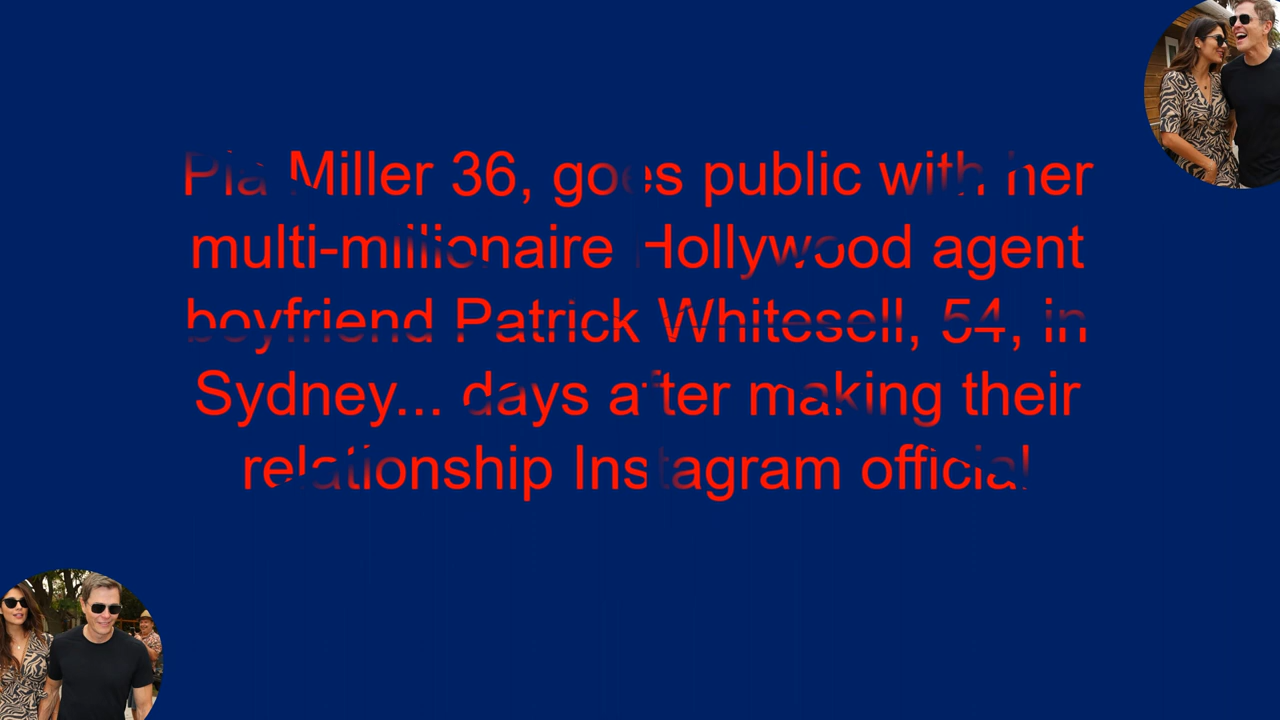 Pia Miller 36, goes public with her
multi-millionaire Hollywood agent
boyfriend Patrick Whitesell, 54, in
Sydney... days after making their
relationship Instagram official